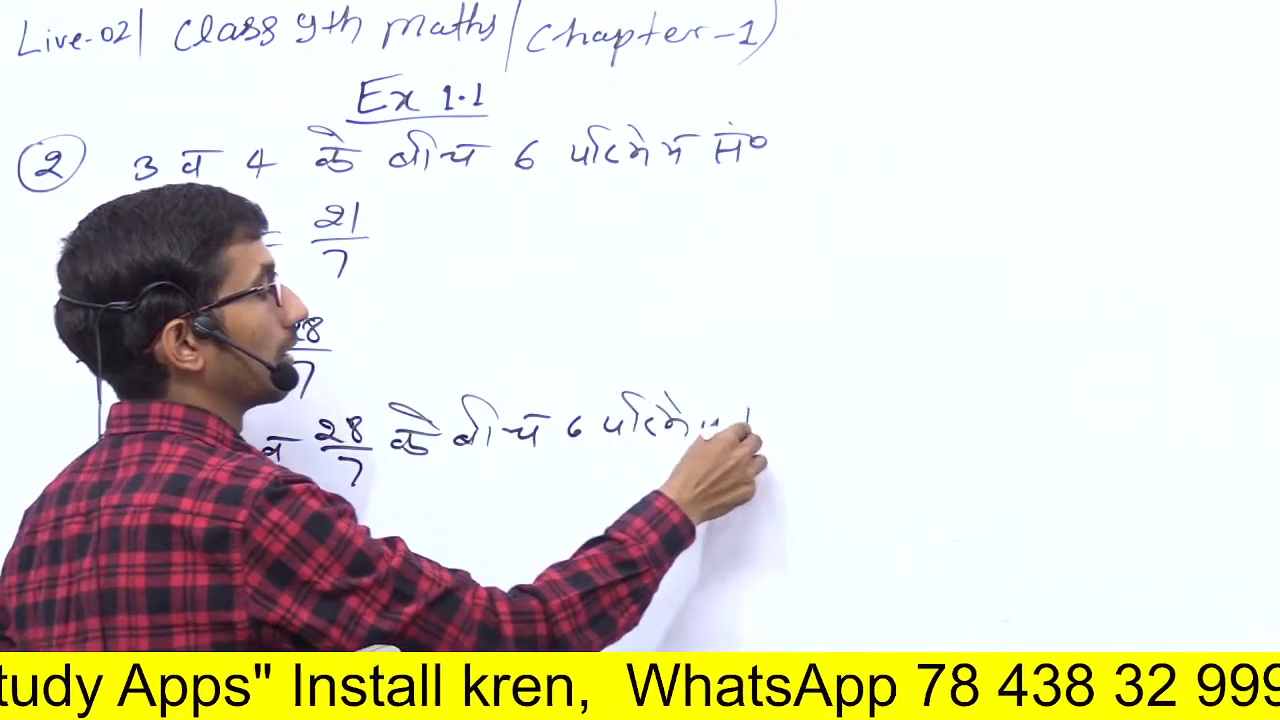 Live-02| Class 9th Maths/(Chapter-1)
Ex 1.1
2 3 व 4 के बीच 6 परिमेय सं०
= 21/7
28/7
व 28/7 के बीच 6 परिमेय
tudy Apps" Install kren, WhatsApp 78 438 32 999